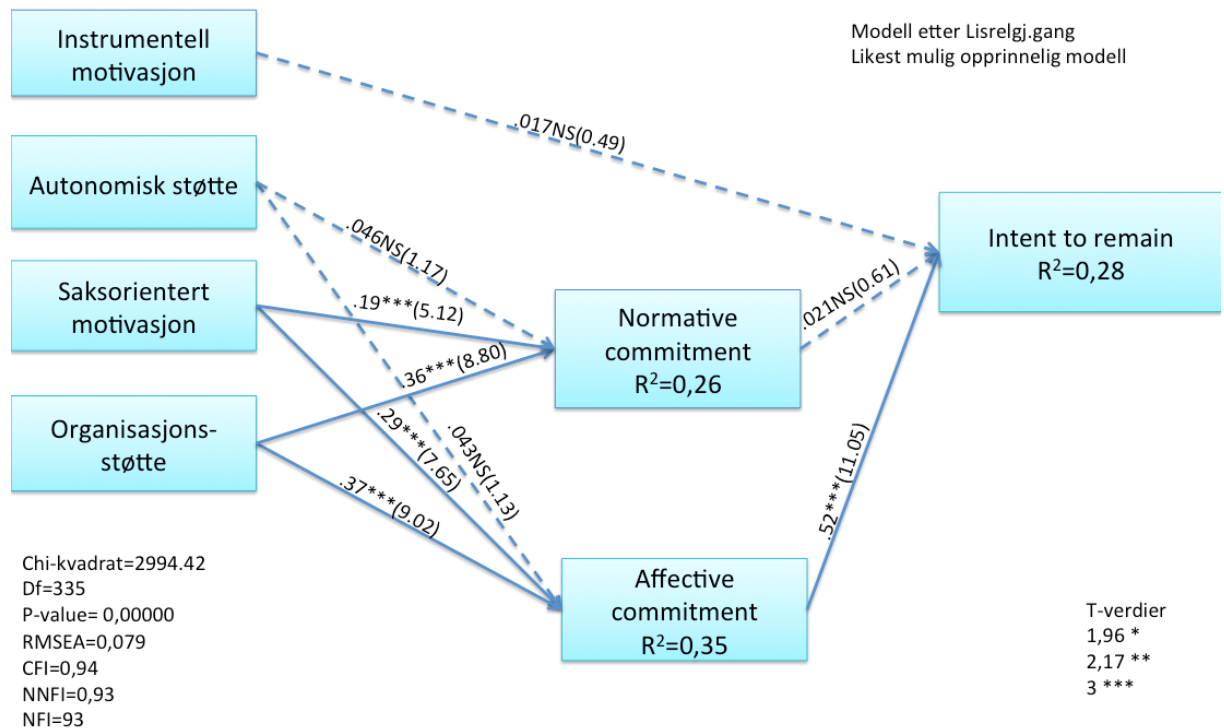 Instrumentell
motivasjon
Modell etter Lisrelgj.gang
Likest mulig opprinnelig modell
.017NS(0.49)
Autonomisk støtte
.046NS(1.17)
Intent to remain
R²=0,28
Saksorientert
motivasjon
.19***(5.12)
.021NS(0.61)
Normative
commitment
R²=0,26
.36***(8.80)
Organisasjons-
støtte
.29***(7.65)
.043NS(1.13)
.37***(9.02)
.52***(11.05)
Affective
commitment
R²=0,35
Chi-kvadrat=2994.42
Df=335
P-value= 0,00000
RMSEA=0,079
CFI=0,94
NNFI=0,93
NFI=93
T-verdier
1,96 *
2,17 **
3 ***